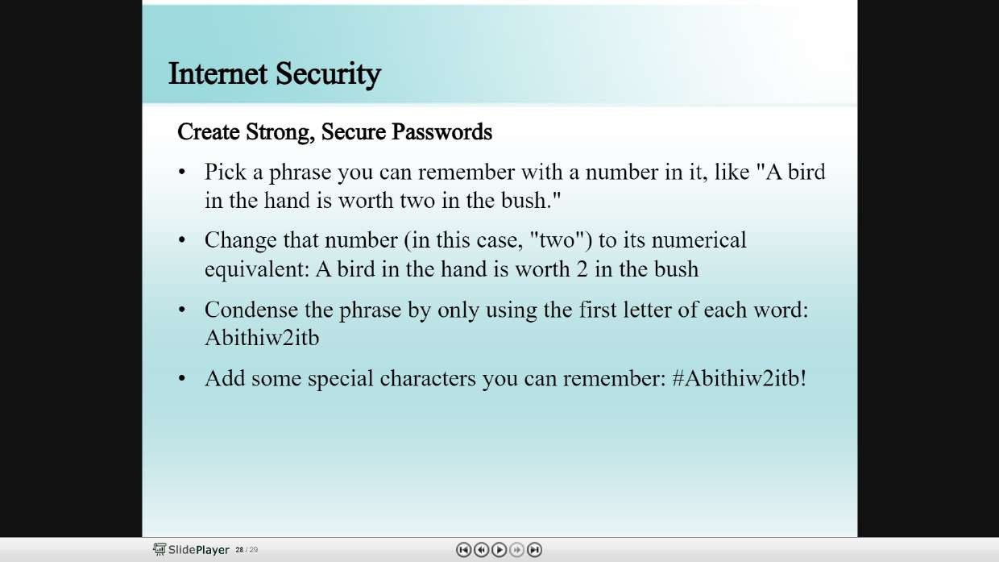 Internet Security
Create Strong, Secure Passwords
• Pick a phrase you can remember with a number in it, like "A bird
in the hand is worth two in the bush."
• Change that number (in this case, "two") to its numerical
equivalent: A bird in the hand is worth 2 in the bush
• Condense the phrase by only using the first letter of each word:
Abithiw2itb
• Add some special characters you can remember: #Abithiw2itb!
SlidePlayer 28 / 29